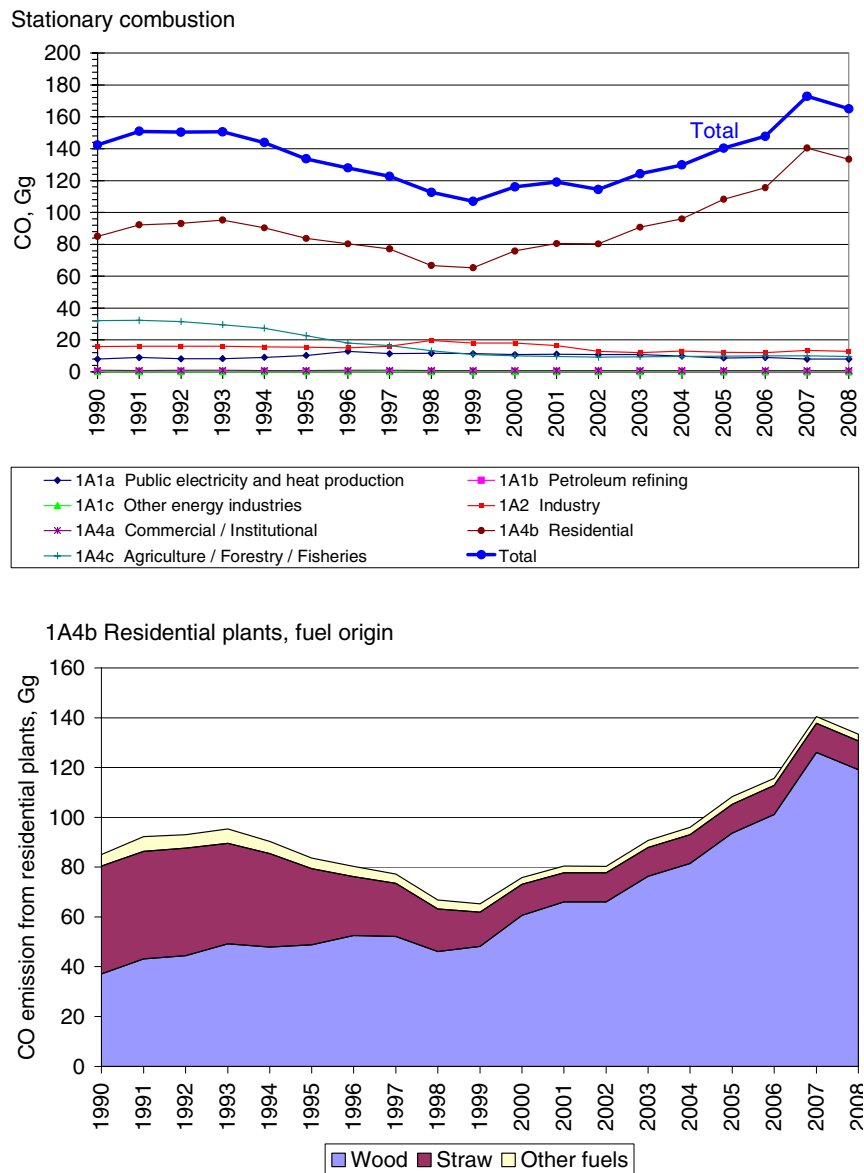 Stationary combustion
CO, Gg
200
180
160
140
120
100
80
60
40
20
0
Total
1990 1991 1992 1993 1994 1995 1996 1997 1998 1999 2000 2001 2002 2003 2004 2005 2006 2007 2008
1A1a Public electricity and heat production
1A1b Petroleum refining
1A1c Other energy industries
1A2 Industry
1A4a Commercial / Institutional
1A4b Residential
1A4c Agriculture / Forestry / Fisheries
Total
1A4b Residential plants, fuel origin
CO emission from residential plants, Gg
160
140
120
100
80
60
40
20
0
1990 1991 1992 1993 1994 1995 1996 1997 1998 1999 2000 2001 2002 2003 2004 2005 2006 2007 2008
Wood Straw Other fuels